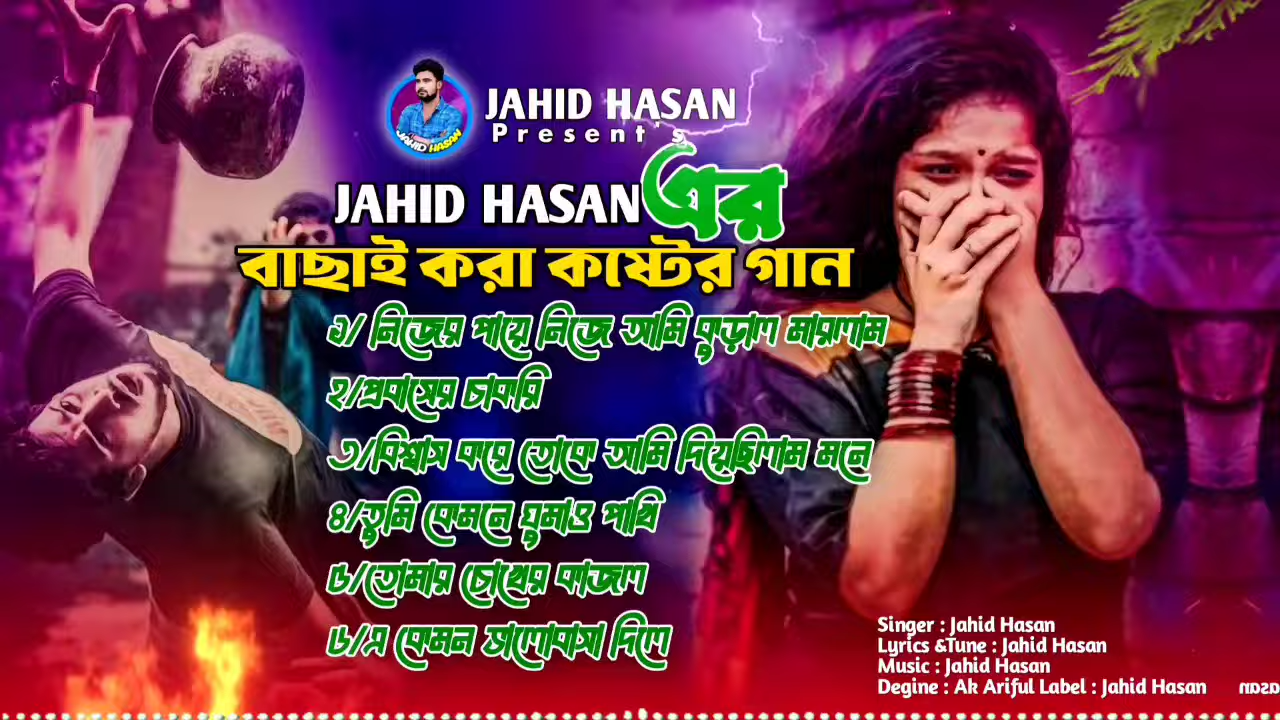 JAHID HASAN
JAHID HASAN
Present's
JAHID HASAN এর
বাছাই করা কষ্টের গান
১/ নিজের পায়ে নিজে আমি কুড়াল মারলাম
২/প্রবাসের চাকরি
৩/বিশ্বাস করে তোকে আমি দিয়েছিলাম মনে
৪/তুমি কেমনে ঘুমাও পাখি
৫/তোমার চোখের কাজল
৬/এ কেমন ভালোবাসা দিলে
Singer : Jahid Hasan
Lyrics &Tune : Jahid Hasan
Music : Jahid Hasan
Degine : Ak Ariful Label : Jahid Hasan